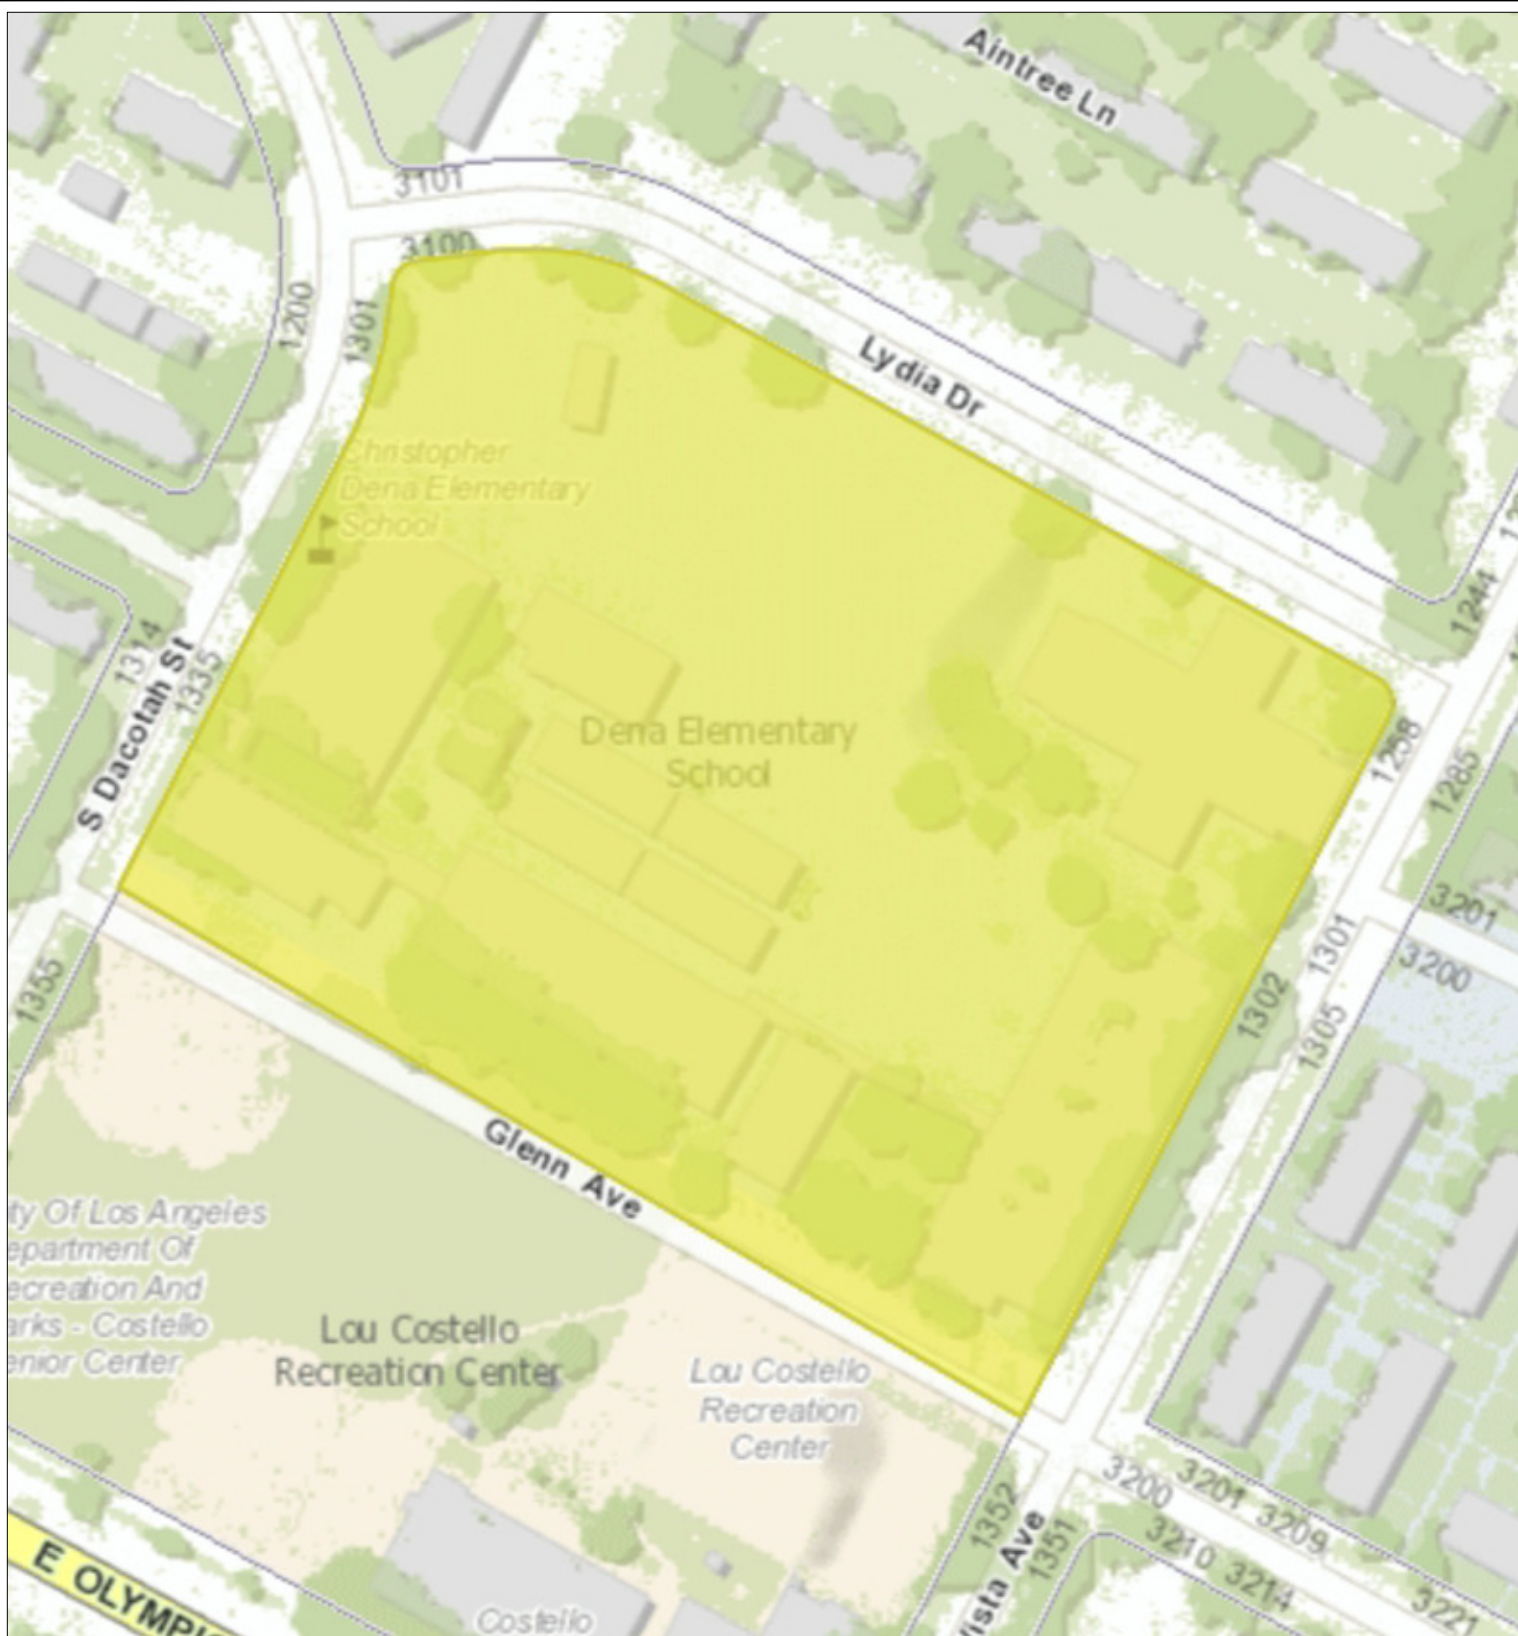 Aintree Ln
3101
3100
1200
1301
Lydia Dr
Christopher
Dena Elementary
School
1244
1314
S Dacotah St
1335
Dena Elementary
School
1258
1285
3201
3200
1301
1302
1305
1355
Glenn Ave
ity Of Los Angeles
epartment Of
ecreation And
arks - Costello
enior Center
Lou Costello
Recreation Center
Lou Costello
Recreation
Center
3200
3201
3209
3210
3214
3221
1352
1351
Vista Ave
E OLYMPIC
Costello